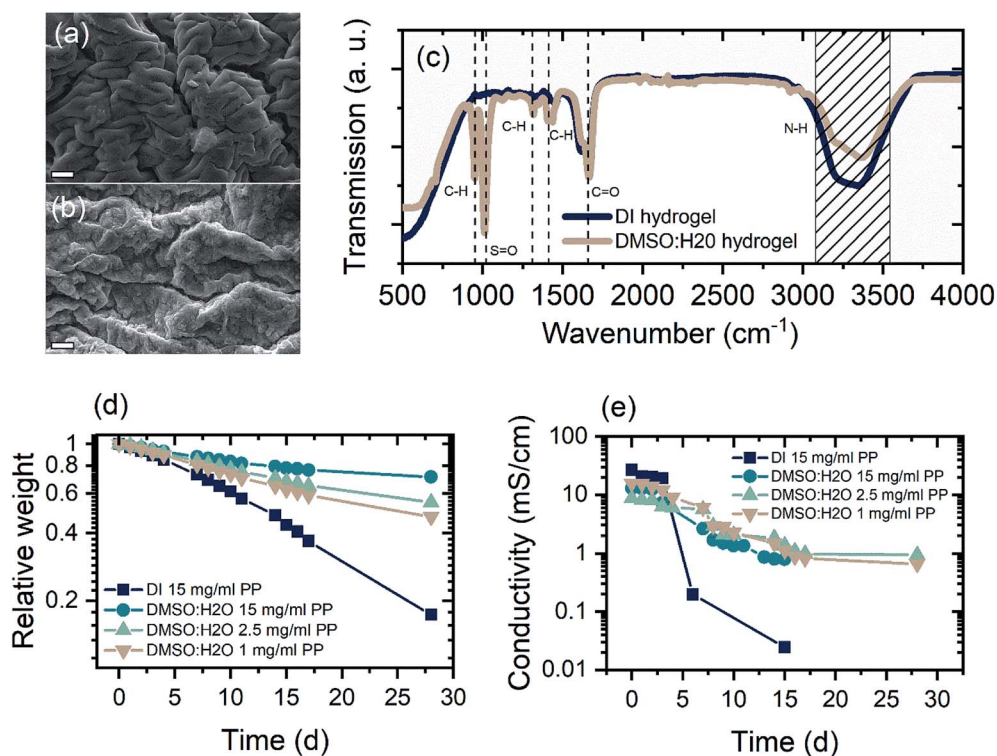 (a)
(b)
(c)
Transmission (a. u.)
C-H
S=O
C-H
C-H
C=O
N-H
DI hydrogel
DMSO:H20 hydrogel
500 1000 1500 2000 2500 3000 3500 4000
Wavenumber (cm⁻¹)
(d)
Relative weight
1
0.8
0.6
0.4
0.2
DI 15 mg/ml PP
DMSO:H2O 15 mg/ml PP
DMSO:H2O 2.5 mg/ml PP
DMSO:H2O 1 mg/ml PP
0 5 10 15 20 25 30
Time (d)
(e)
Conductivity (mS/cm)
100
10
1
0.1
0.01
DI 15 mg/ml PP
DMSO:H2O 15 mg/ml PP
DMSO:H2O 2.5 mg/ml PP
DMSO:H2O 1 mg/ml PP
0 5 10 15 20 25 30
Time (d)